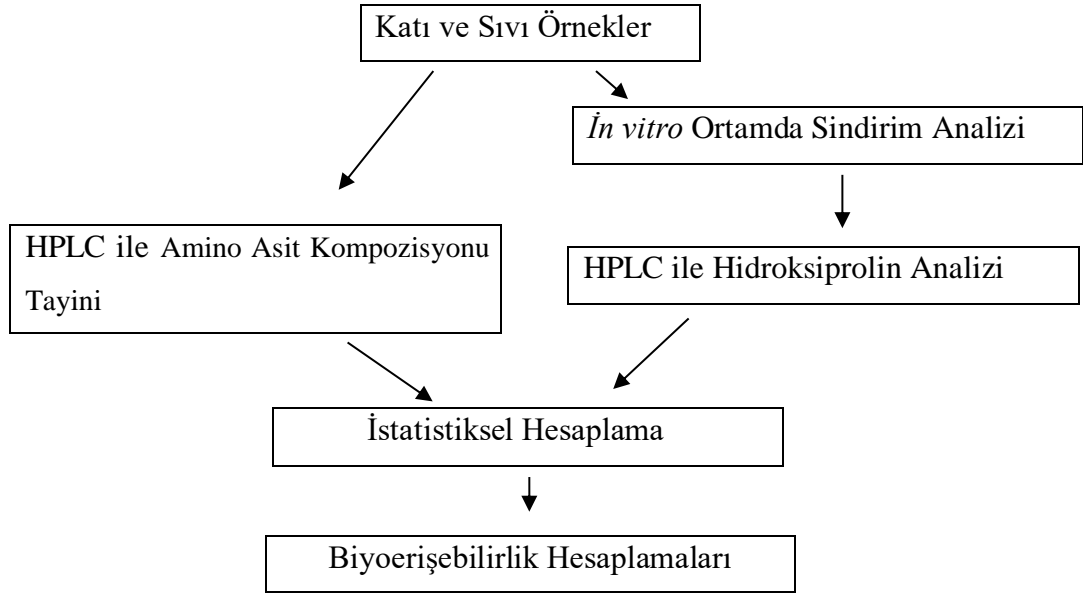 Katı ve Sıvı Örnekler
İn vitro Ortamda Sindirim Analizi
HPLC ile Amino Asit Kompozisyonu
Tayini
HPLC ile Hidroksiprolin Analizi
İstatistiksel Hesaplama
Biyoerişebilirlik Hesaplamaları